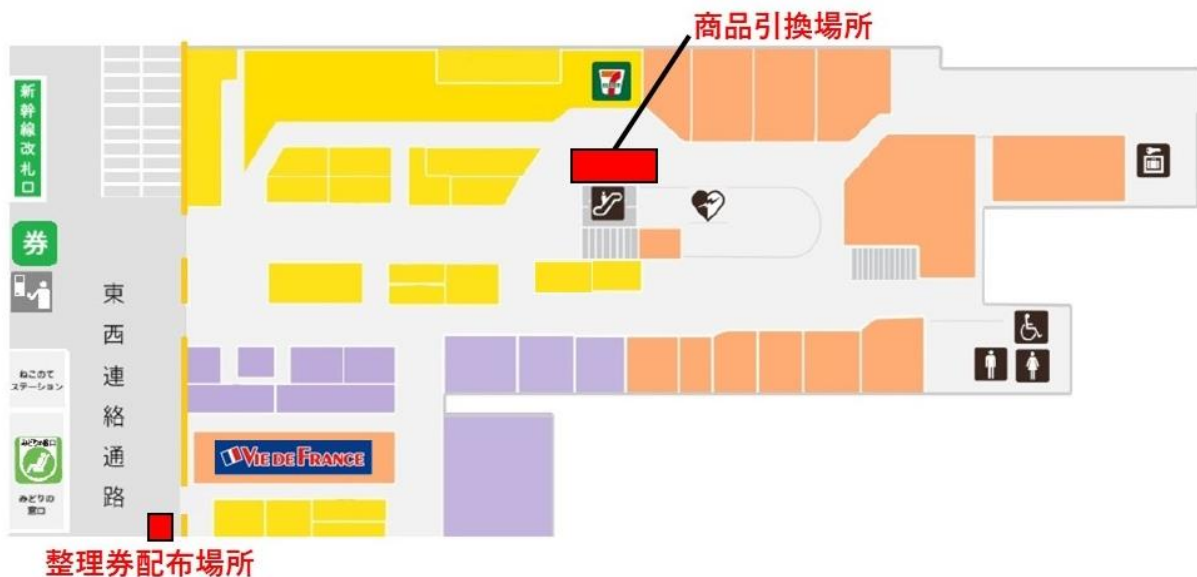 商品引換場所
新幹線改札口
券
東西連絡通路
ねこのて
ステーション
みどりの窓口
みどりの
窓口
VIE DE FRANCE
整理券配布場所